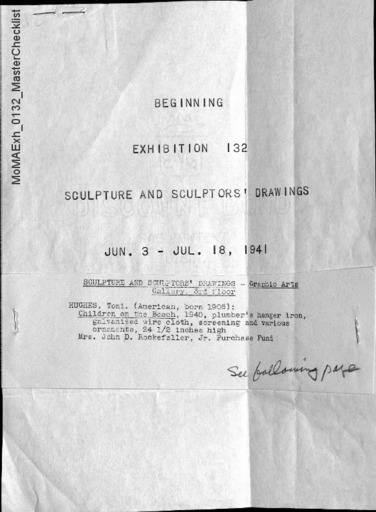 MoMAExh_0132_MasterChecklist
BEGINNING
EXHIBITION 132
SCULPTURE AND SCULPTORS' DRAWINGS
JUN. 3 - JUL. 18, 1941
SCULPTURE AND SCULPTORS' DRAWINGS - Graphic Arts
Gallery, 3rd floor
HUGHES, Toni. (American, born 1908):
Children on the Beach, 1940, plumber's hanger iron,
galvanized wire cloth, screening and various
ornaments, 24 1/2 inches high
Mrs. John D. Rockefeller, Jr. Purchase Fund
See following page